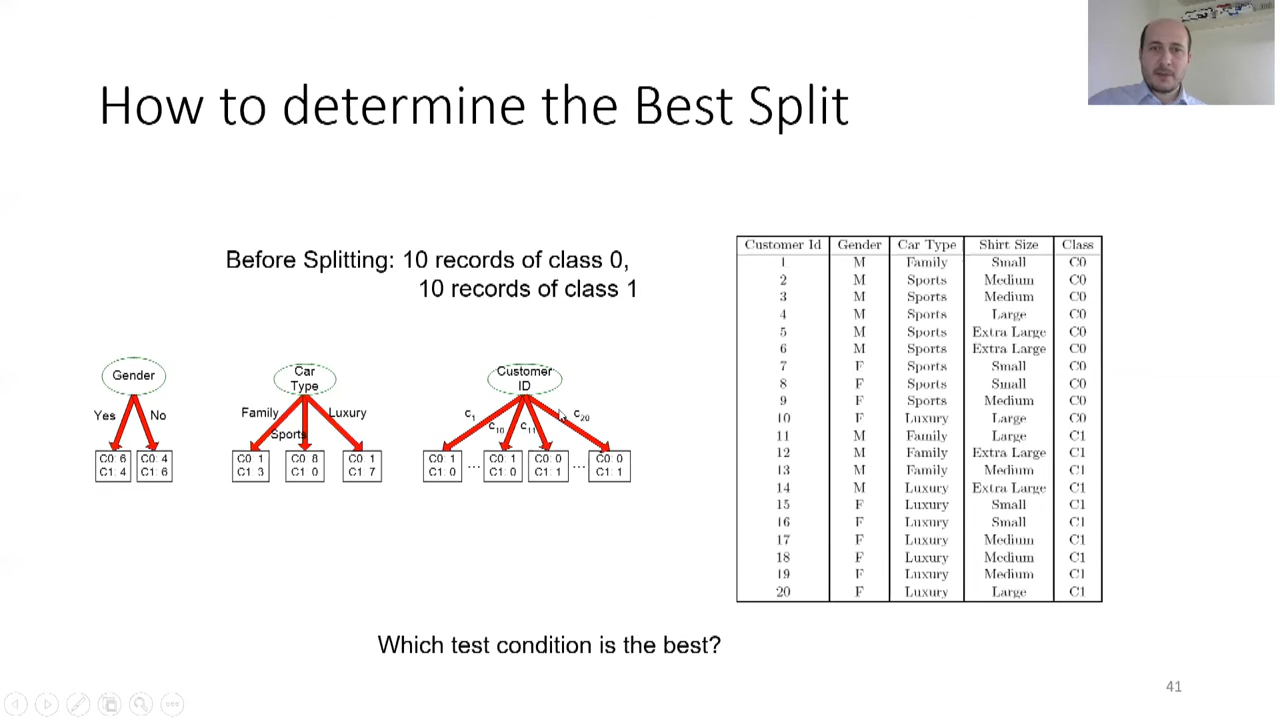 How to determine the Best Split
Before Splitting: 10 records of class 0,
10 records of class 1
Gender
Yes No
C0: 6 C0: 4
C1: 4 C1: 6
Car
Type
Family Luxury
Sports
C0: 1 C0: 8 C0: 1
C1: 3 C1: 0 C1: 7
Customer
ID
c1 c20
c10 c11
C0: 1 ... C0: 1 C0: 0 ... C0: 0
C1: 0 C1: 0 C1: 1 C1: 1
Customer Id Gender Car Type Shirt Size Class
1 M Family Small C0
2 M Sports Medium C0
3 M Sports Medium C0
4 M Sports Large C0
5 M Sports Extra Large C0
6 M Sports Extra Large C0
7 F Sports Small C0
8 F Sports Small C0
9 F Sports Medium C0
10 F Luxury Large C0
11 M Family Large C1
12 M Family Extra Large C1
13 M Family Medium C1
14 M Luxury Extra Large C1
15 F Luxury Small C1
16 F Luxury Small C1
17 F Luxury Medium C1
18 F Luxury Medium C1
19 F Luxury Medium C1
20 F Luxury Large C1
Which test condition is the best?
41